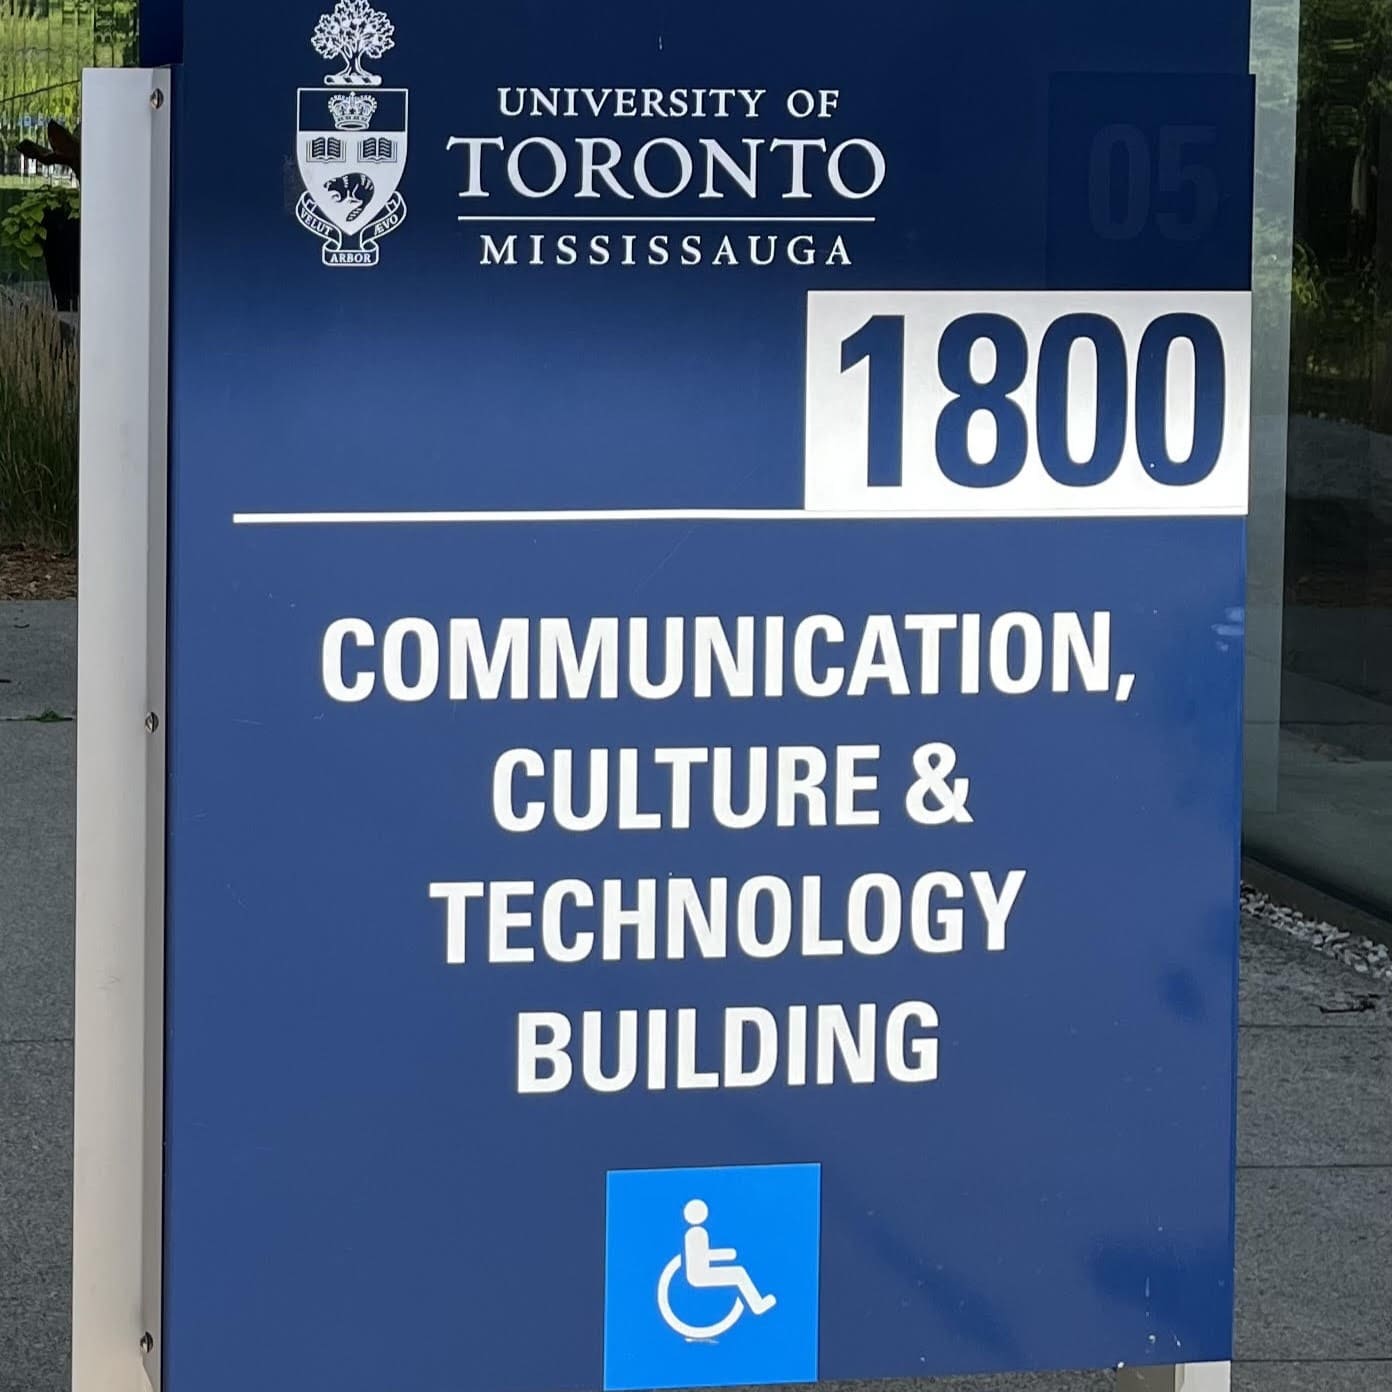 UNIVERSITY OF
TORONTO
MISSISSAUGA
VELUT ARBOR ÆVO
05
1800
COMMUNICATION,
CULTURE &
TECHNOLOGY
BUILDING